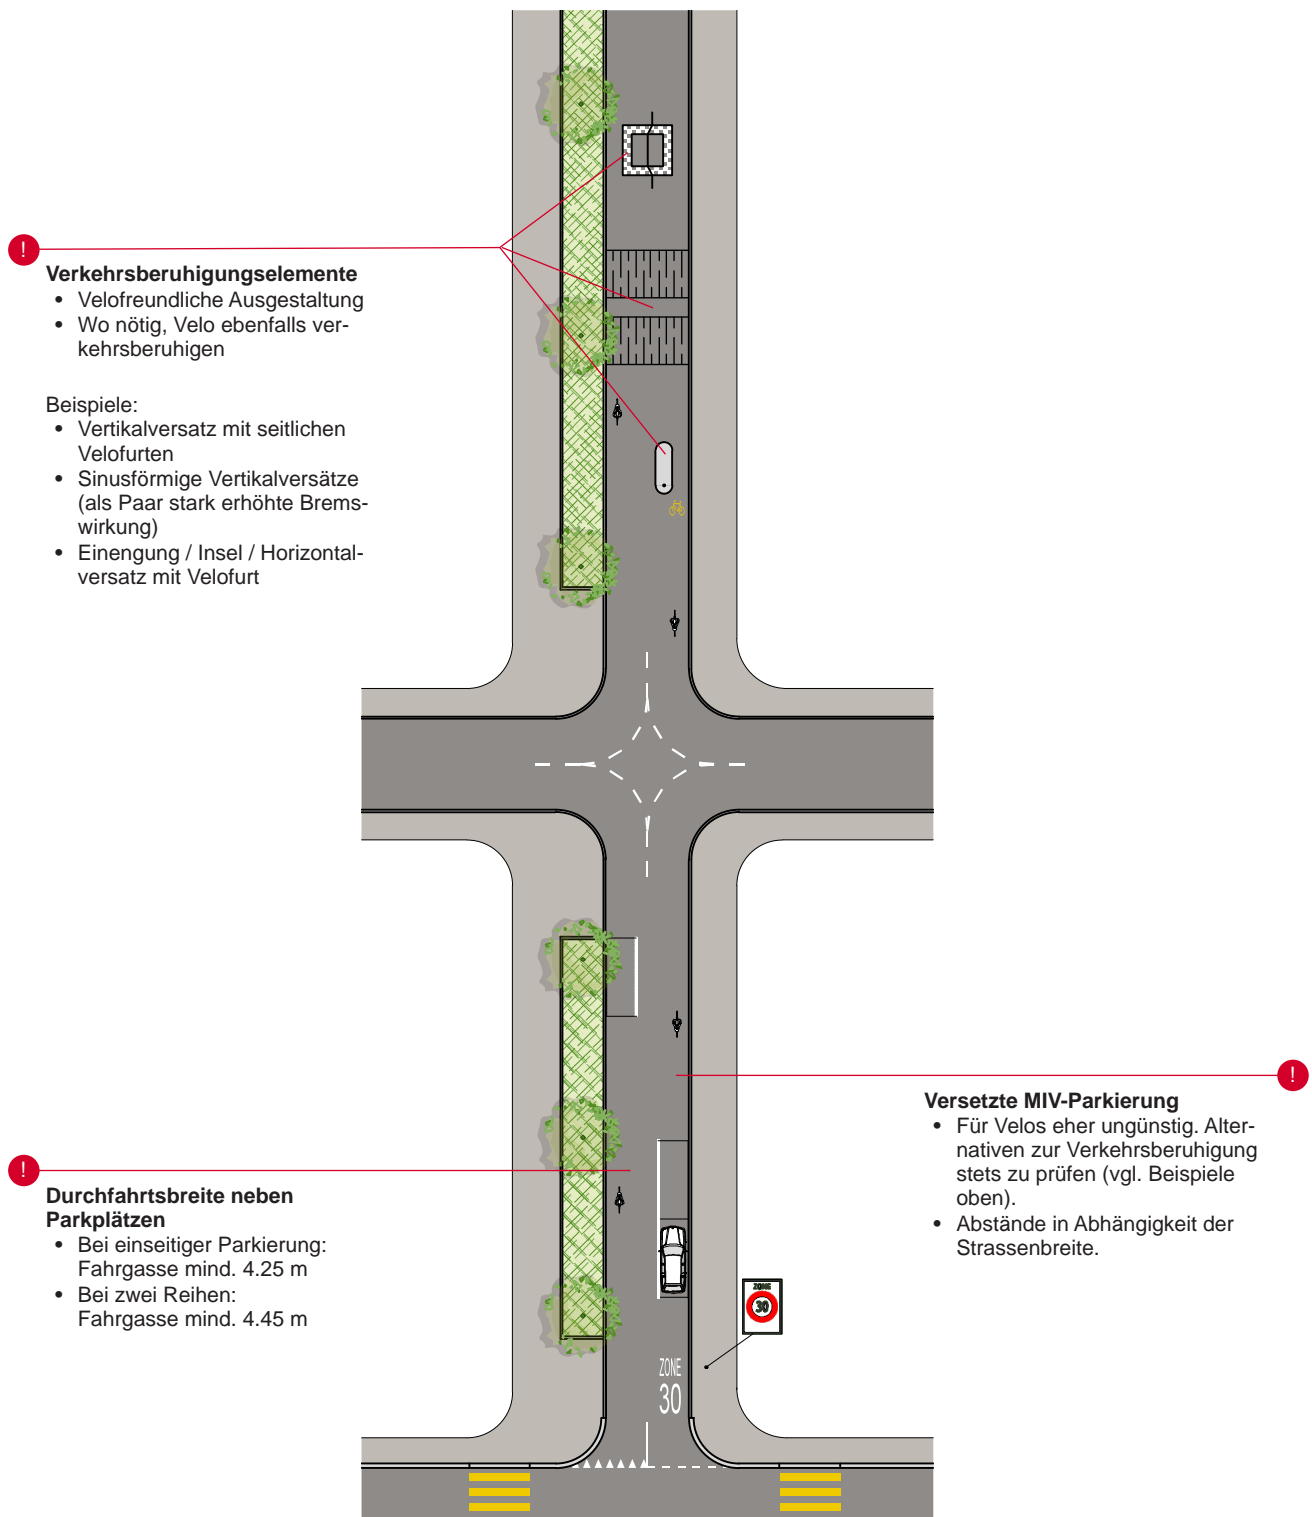 !
Verkehrsberuhigungselemente
• Velofreundliche Ausgestaltung
• Wo nötig, Velo ebenfalls ver-
kehrsberuhigen
Beispiele:
• Vertikalversatz mit seitlichen
Velofurten
• Sinusförmige Vertikalversätze
(als Paar stark erhöhte Brems-
wirkung)
• Einengung / Insel / Horizontal-
versatz mit Velofurt
!
Versetzte MIV-Parkierung
• Für Velos eher ungünstig. Alter-
nativen zur Verkehrsberuhigung
stets zu prüfen (vgl. Beispiele
oben).
• Abstände in Abhängigkeit der
Strassenbreite.
!
Durchfahrtsbreite neben
Parkplätzen
• Bei einseitiger Parkierung:
Fahrgasse mind. 4.25 m
• Bei zwei Reihen:
Fahrgasse mind. 4.45 m
ZONE
30
ZONE
30